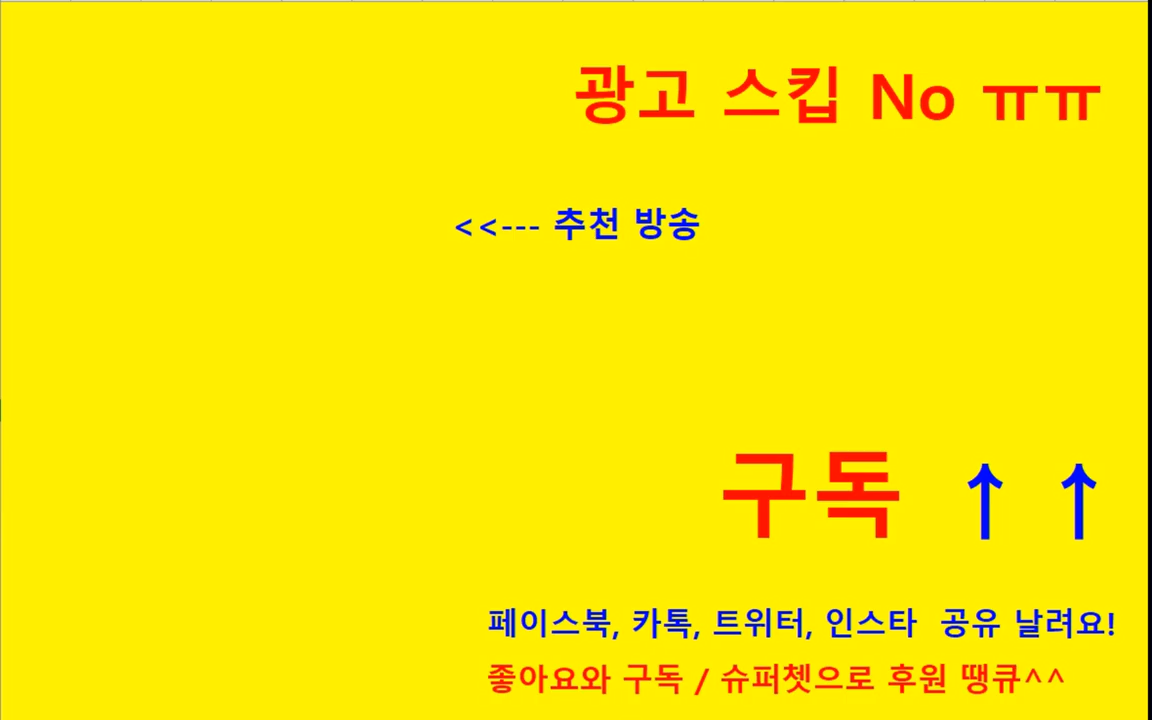 광고 스킵 No ㅠㅠ
<<--- 추천 방송
구독 ↑ ↑
페이스북, 카톡, 트위터, 인스타 공유 날려요!
좋아요와 구독 / 슈퍼쳇으로 후원 땡큐^^